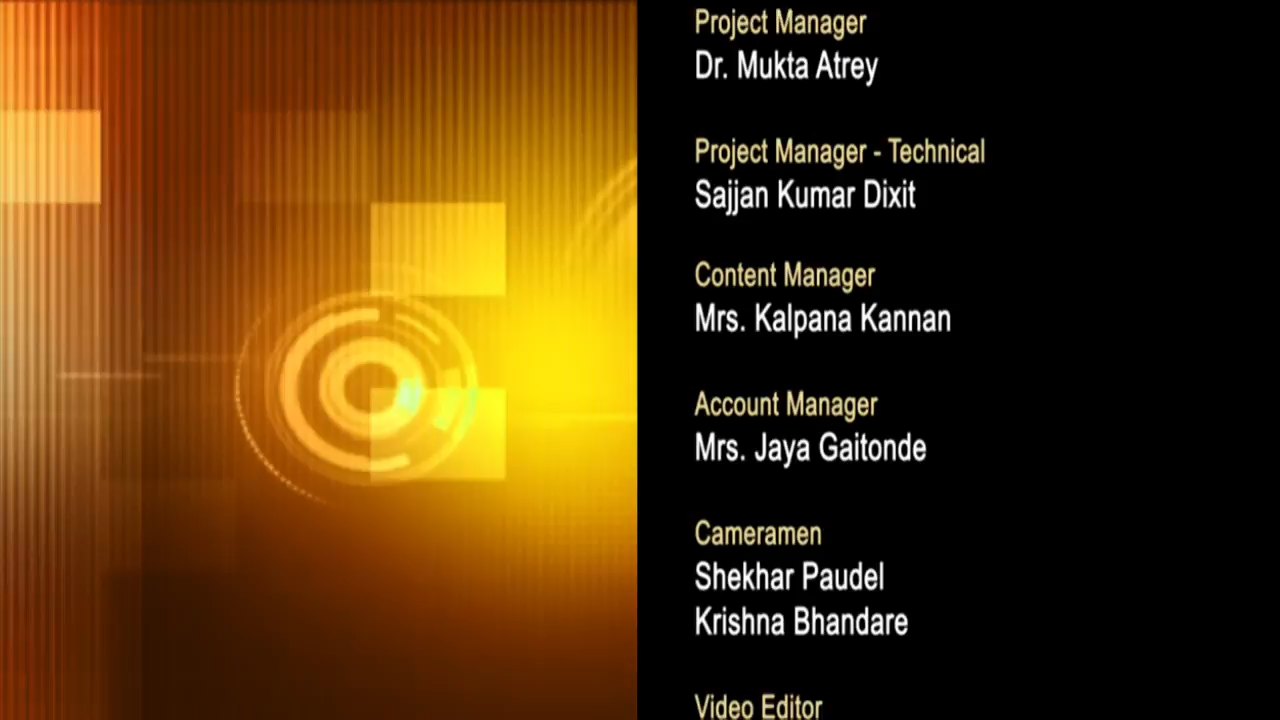 Project Manager
Dr. Mukta Atrey
Project Manager - Technical
Sajjan Kumar Dixit
Content Manager
Mrs. Kalpana Kannan
Account Manager
Mrs. Jaya Gaitonde
Cameramen
Shekhar Paudel
Krishna Bhandare
Video Editor